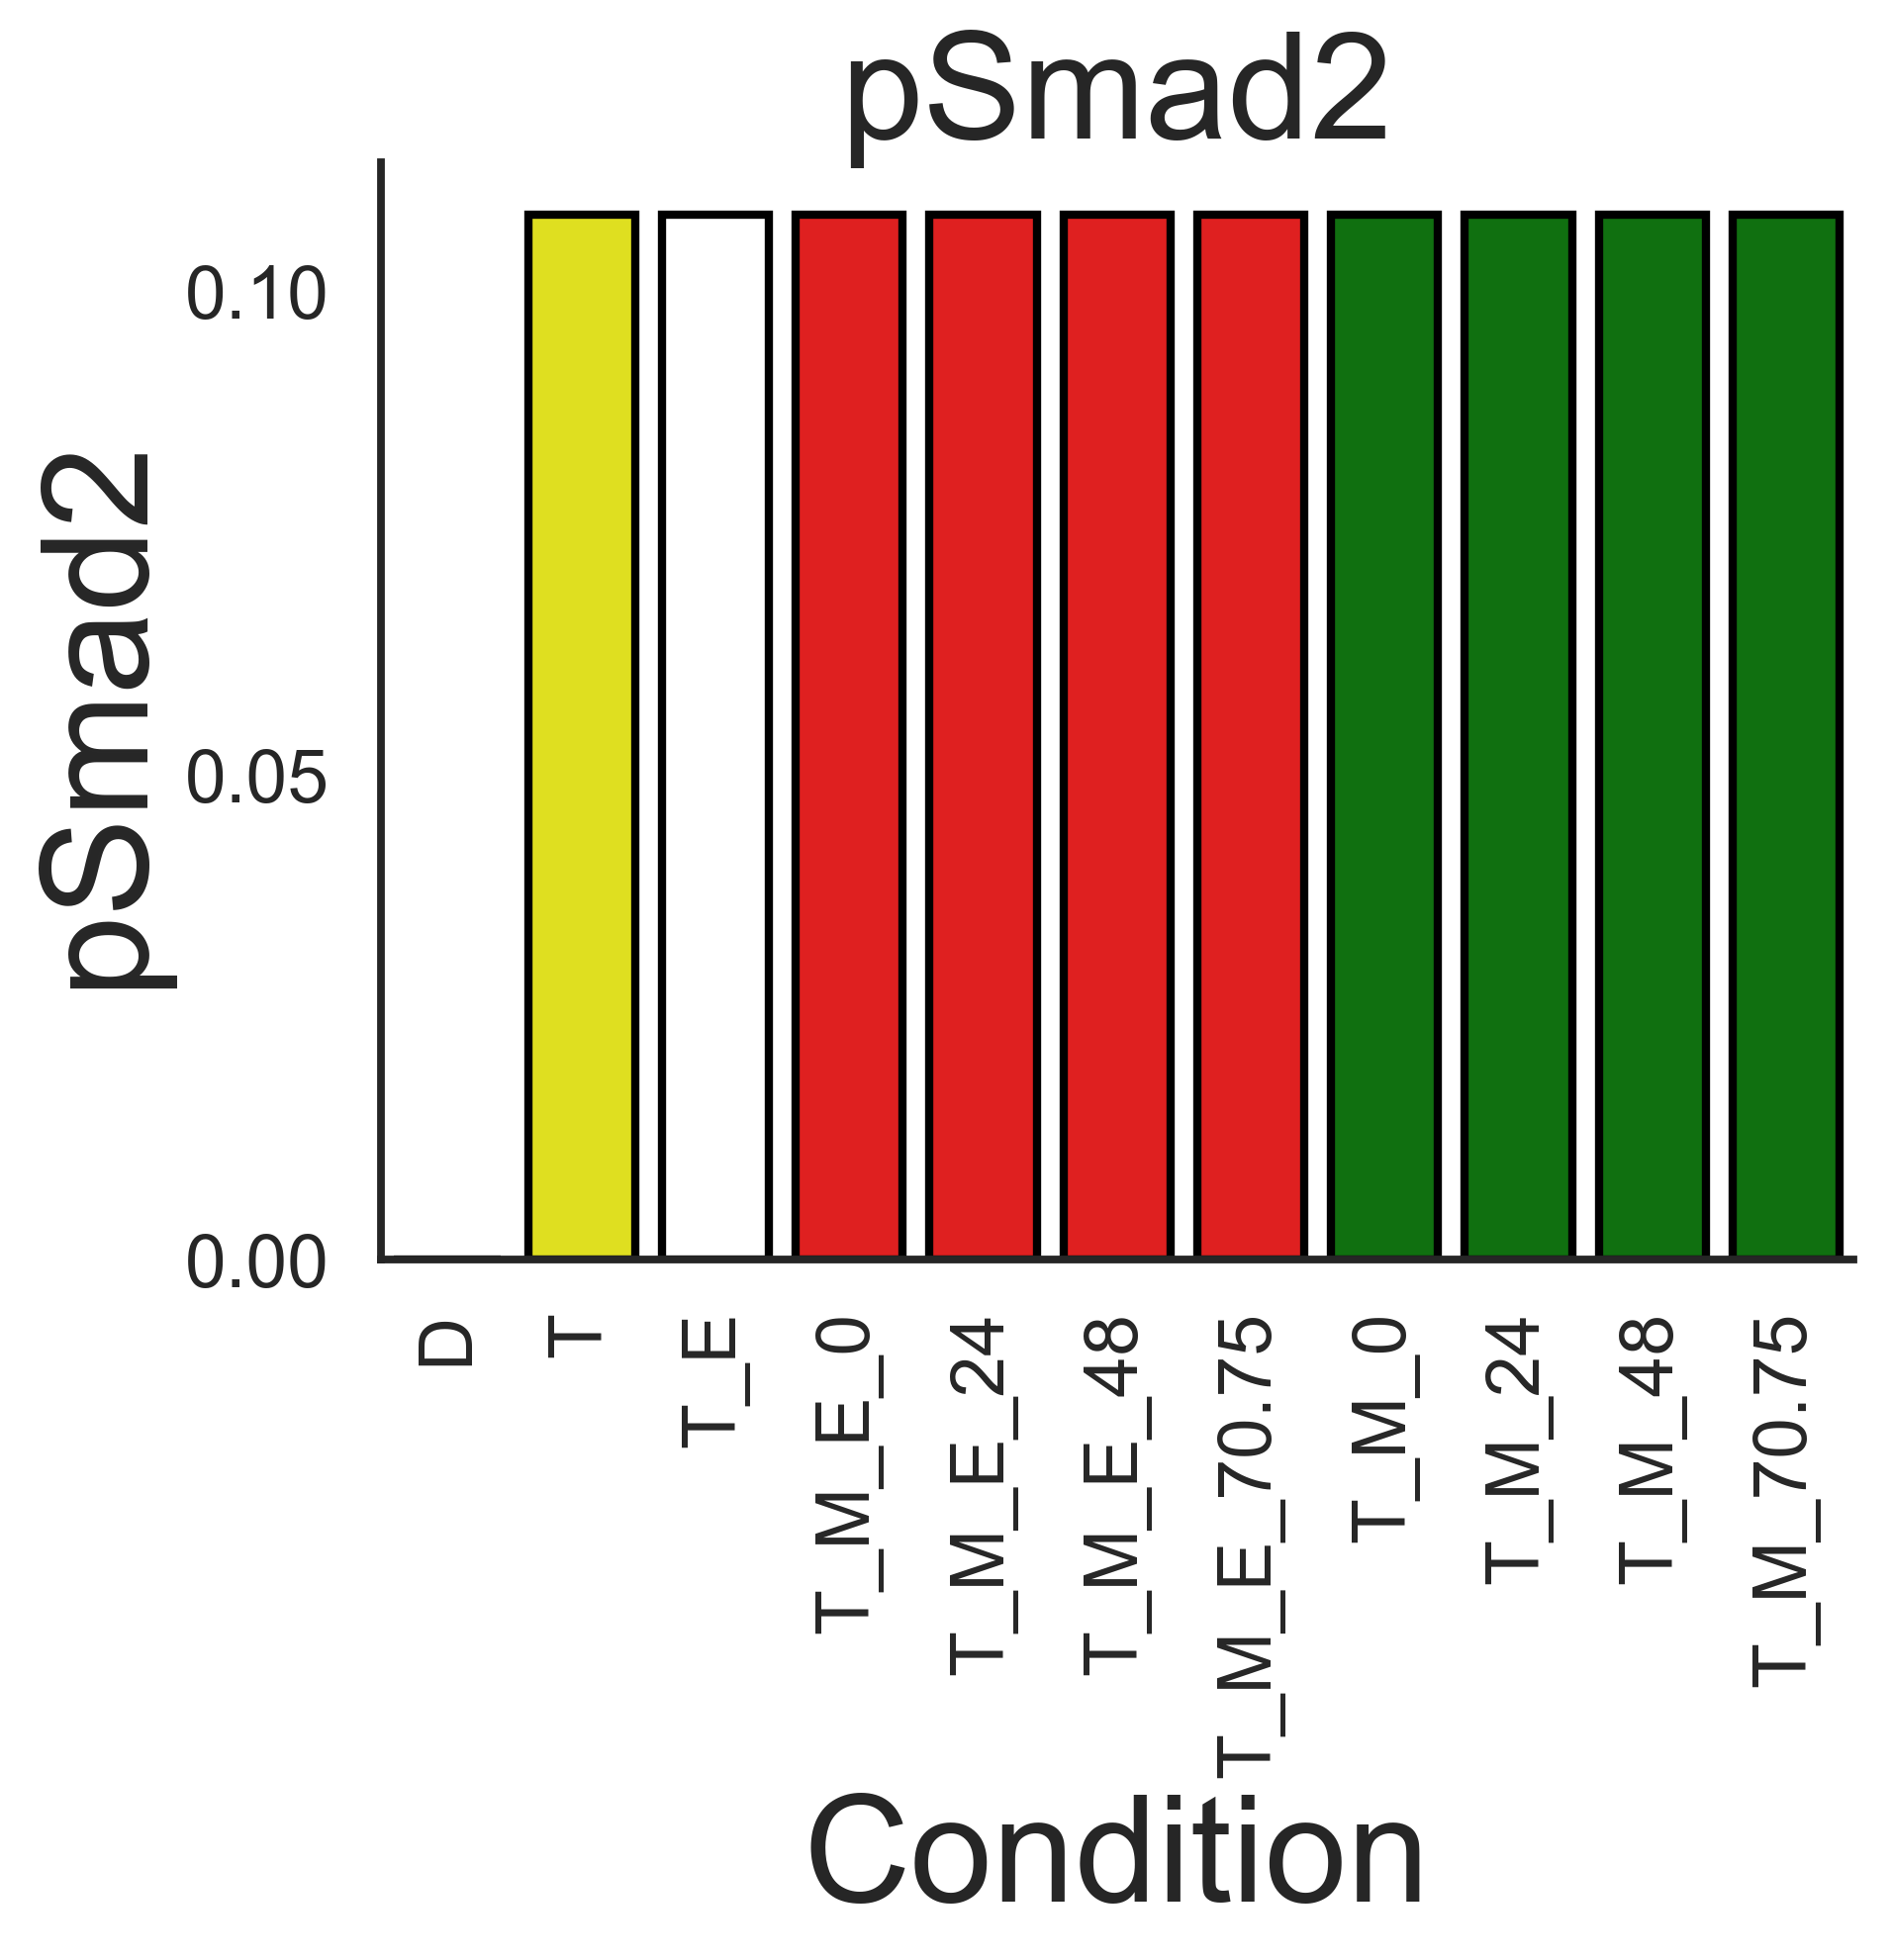 pSmad2
pSmad2
0.10
0.05
0.00
D
T
T_E
T_M_E_0
T_M_E_24
T_M_E_48
T_M_E_70.75
T_M_0
T_M_24
T_M_48
T_M_70.75
Condition